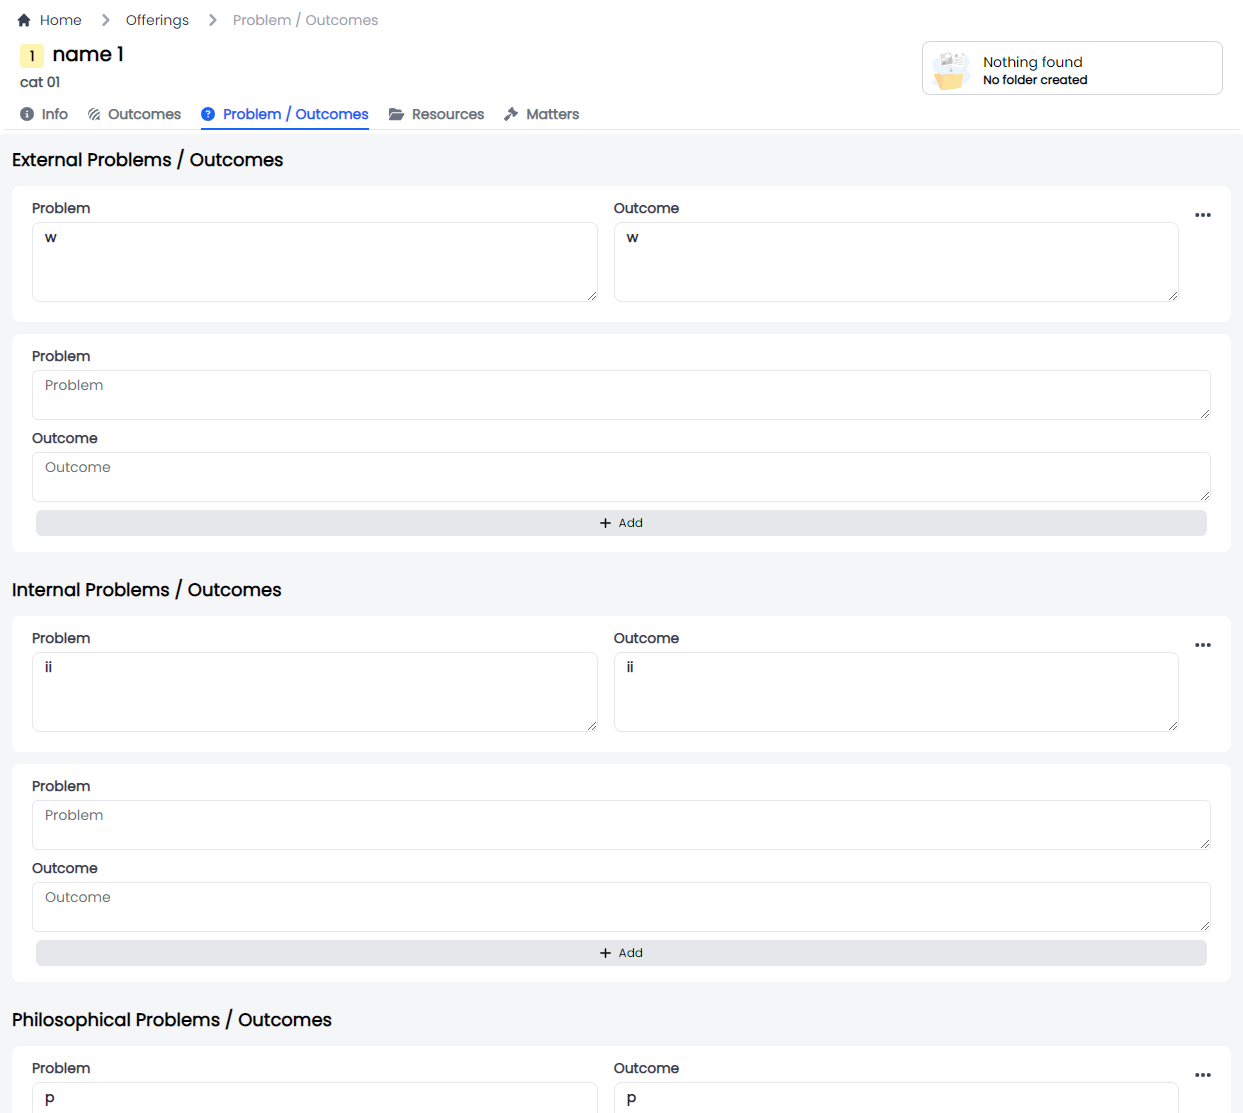 Home Offerings Problem / Outcomes
1 name 1
cat 01
Nothing found
No folder created
Info Outcomes Problem / Outcomes Resources Matters
External Problems / Outcomes
Problem Outcome
w w
Problem
Problem
Outcome
Outcome
+ Add
Internal Problems / Outcomes
Problem Outcome
ii ii
Problem
Problem
Outcome
Outcome
+ Add
Philosophical Problems / Outcomes
Problem Outcome
p p